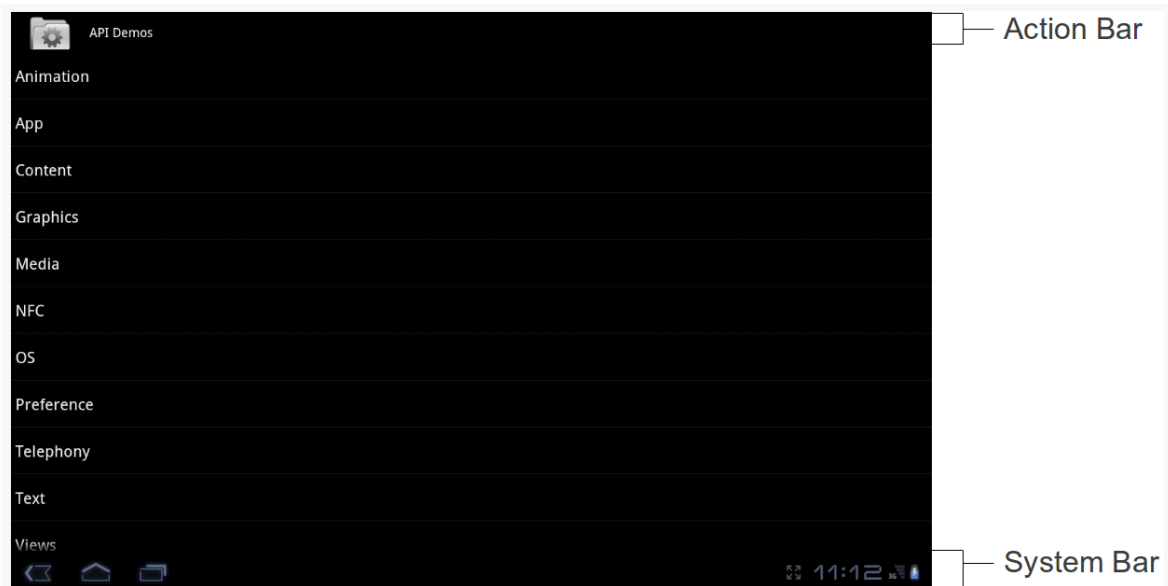 API Demos
Action Bar
Animation
App
Content
Graphics
Media
NFC
OS
Preference
Telephony
Text
Views
11:12 3G
System Bar